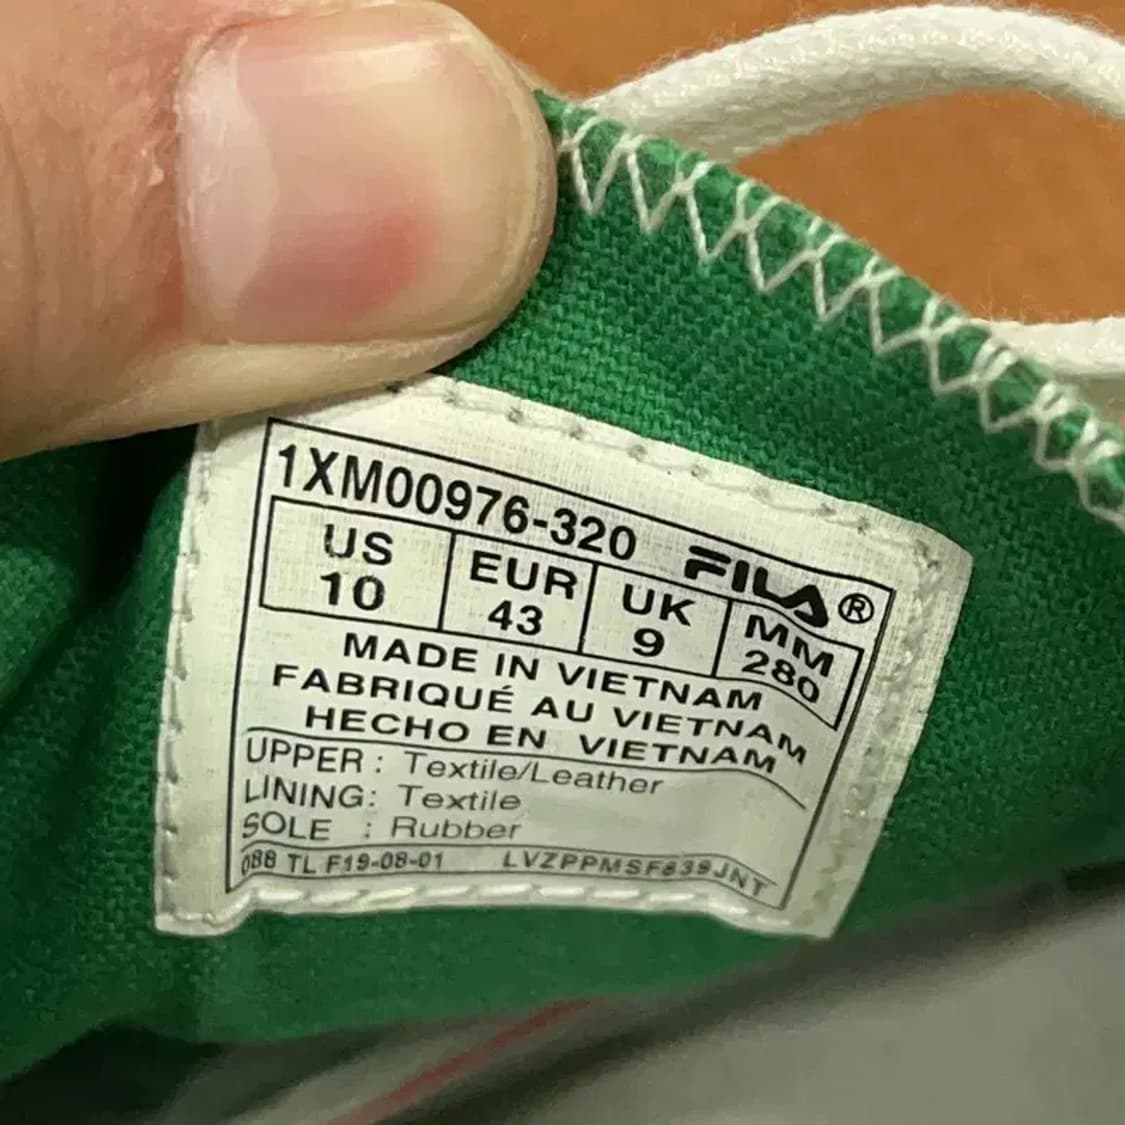 1XM00976-320 FILA®
US EUR UK MM
10 43 9 280
MADE IN VIETNAM
FABRIQUÉ AU VIETNAM
HECHO EN VIETNAM
UPPER : Textile/Leather
LINING: Textile
SOLE : Rubber
088 TL F19-08-01 LVZPPMSF839JNT